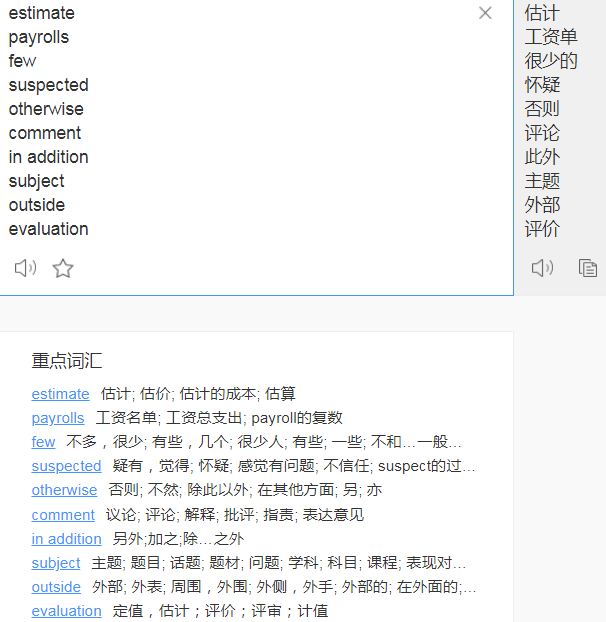 estimate
payrolls
few
suspected
otherwise
comment
in addition
subject
outside
evaluation
估计
工资单
很少的
怀疑
否则
评论
此外
主题
外部
评价
重点词汇
estimate 估计; 估价; 估计的成本; 估算
payrolls 工资名单; 工资总支出; payroll的复数
few 不多，很少; 有些，几个; 很少人; 有些; 一些; 不和…一般…
suspected 疑有，觉得; 怀疑; 感觉有问题; 不信任; suspect的过…
otherwise 否则; 不然; 除此以外; 在其他方面; 另; 亦
comment 议论; 评论; 解释; 批评; 指责; 表达意见
in addition 另外;加之;除…之外
subject 主题; 题目; 话题; 题材; 问题; 学科; 科目; 课程; 表现对…
outside 外部; 外表; 周围，外围; 外侧，外手; 外部的; 在外面的;…
evaluation 定值，估计；评价；评审；计值